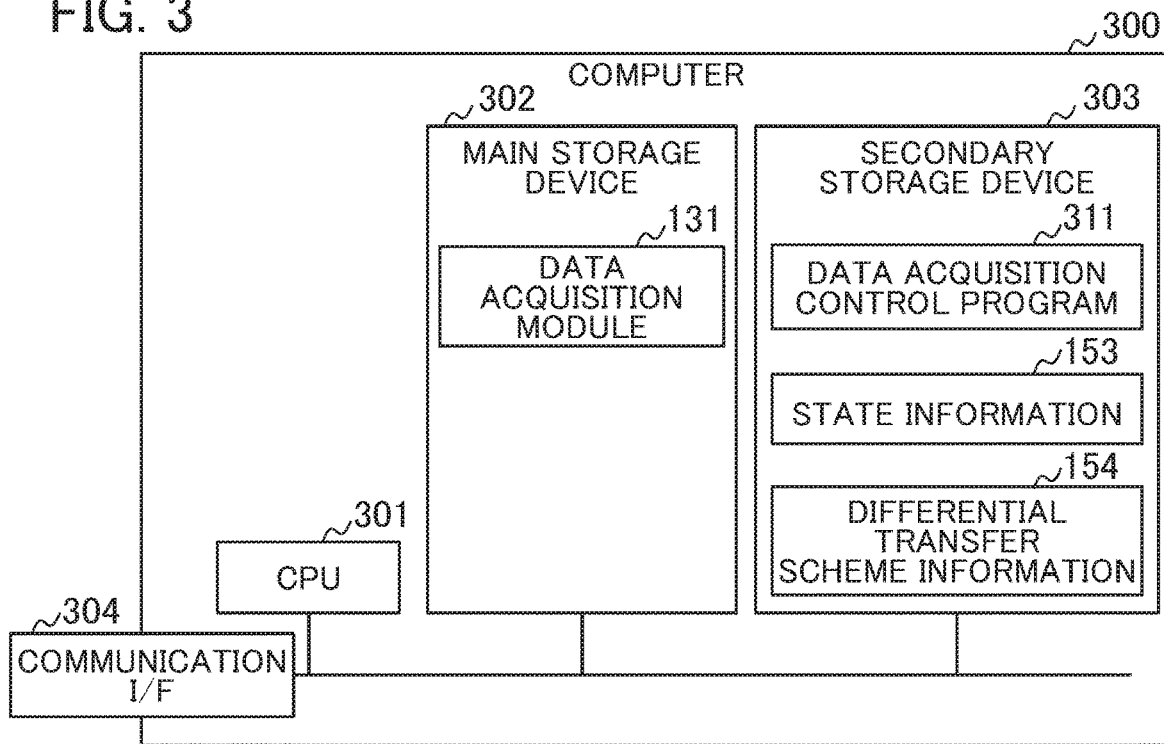 FIG. 3
300
COMPUTER
302
303
MAIN STORAGE
DEVICE
SECONDARY
STORAGE DEVICE
131
311
DATA
ACQUISITION
MODULE
DATA ACQUISITION
CONTROL PROGRAM
153
STATE INFORMATION
154
DIFFERENTIAL
TRANSFER
SCHEME INFORMATION
301
CPU
304
COMMUNICATION
I/F